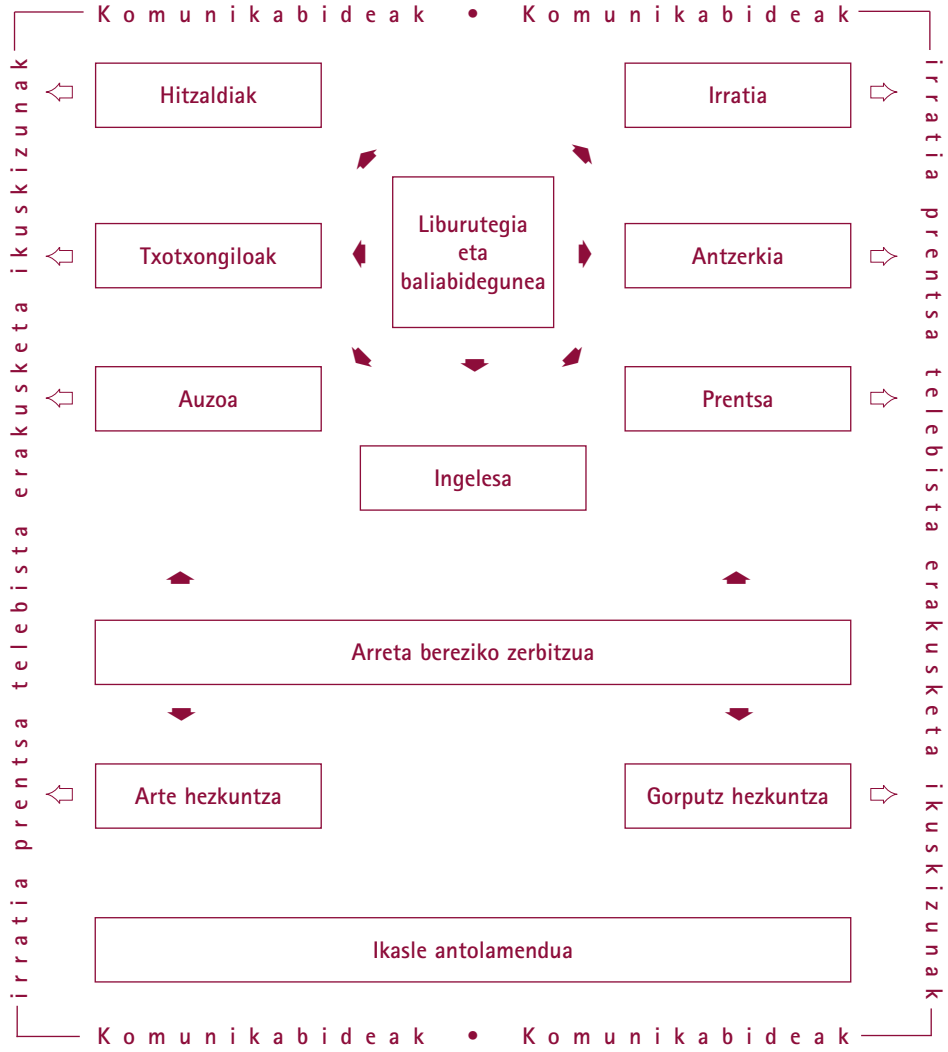 Komunikabideak • Komunikabideak
irratia prentsa telebista erakusketa ikuskizunak
irratia prentsa telebista erakusketa ikuskizunak
Hitzaldiak
Irratia
Liburutegia
eta
baliabidegunea
Txotxongiloak
Antzerkia
Auzoa
Prentsa
Ingelesa
Arreta bereziko zerbitzua
Arte hezkuntza
Gorputz hezkuntza
Ikasle antolamendua
Komunikabideak • Komunikabideak